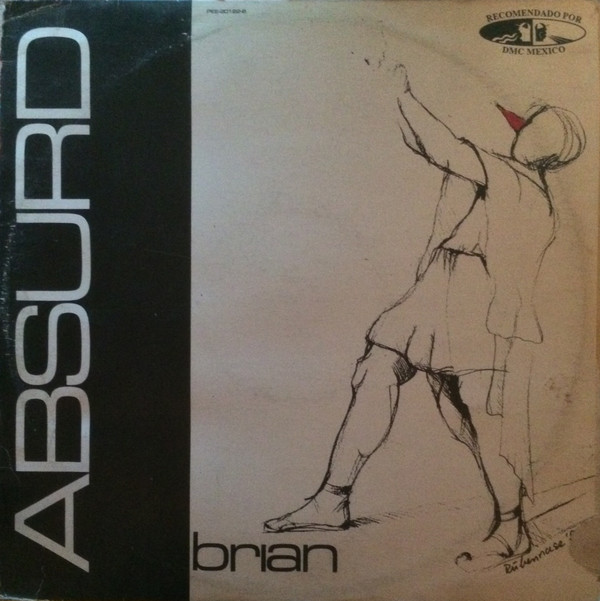 ABSURD
RECOMENDADO POR
DMC MEXICO
brian